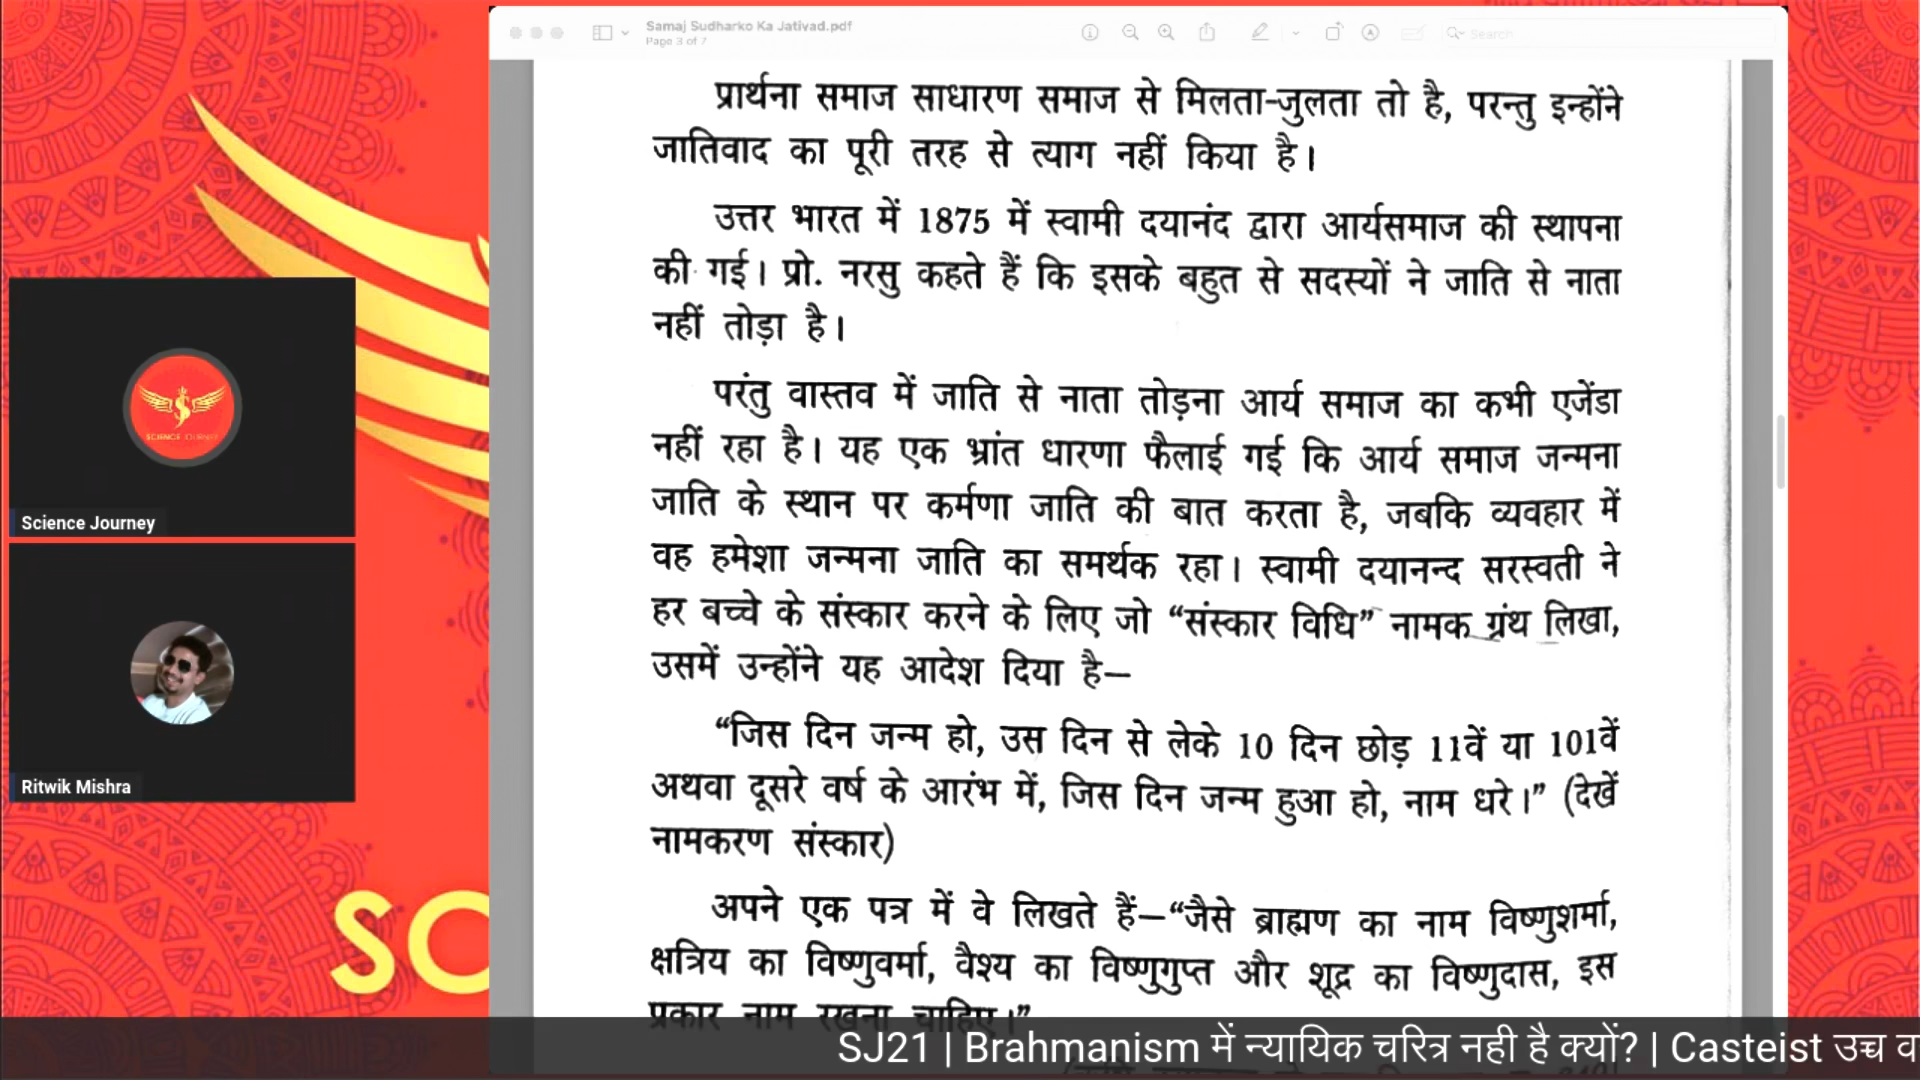 Samaj Sudharko Ka Jativad.pdf
Page 3 of 7
Search
प्रार्थना समाज साधारण समाज से मिलता-जुलता तो है, परन्तु इन्होंने
जातिवाद का पूरी तरह से त्याग नहीं किया है।
उत्तर भारत में 1875 में स्वामी दयानंद द्वारा आर्यसमाज की स्थापना
की गई। प्रो. नरसु कहते हैं कि इसके बहुत से सदस्यों ने जाति से नाता
नहीं तोड़ा है।
परंतु वास्तव में जाति से नाता तोड़ना आर्य समाज का कभी एजेंडा
नहीं रहा है। यह एक भ्रांत धारणा फैलाई गई कि आर्य समाज जन्मना
जाति के स्थान पर कर्मणा जाति की बात करता है, जबकि व्यवहार में
वह हमेशा जन्मना जाति का समर्थक रहा। स्वामी दयानन्द सरस्वती ने
हर बच्चे के संस्कार करने के लिए जो “संस्कार विधि” नामक ग्रंथ लिखा,
उसमें उन्होंने यह आदेश दिया है—
“जिस दिन जन्म हो, उस दिन से लेके 10 दिन छोड़ 11वें या 101वें
अथवा दूसरे वर्ष के आरंभ में, जिस दिन जन्म हुआ हो, नाम धरे।” (देखें
नामकरण संस्कार)
अपने एक पत्र में वे लिखते हैं—“जैसे ब्राह्मण का नाम विष्णुशर्मा,
क्षत्रिय का विष्णुवर्मा, वैश्य का विष्णुगुप्त और शूद्र का विष्णुदास, इस
प्रकार नाम रखना चाहिए।”
SCIENCE JOURNEY
Science Journey
Ritwik Mishra
SC
SJ21 | Brahmanism में न्यायिक चरित्र नही है क्यों? | Casteist उच्च व